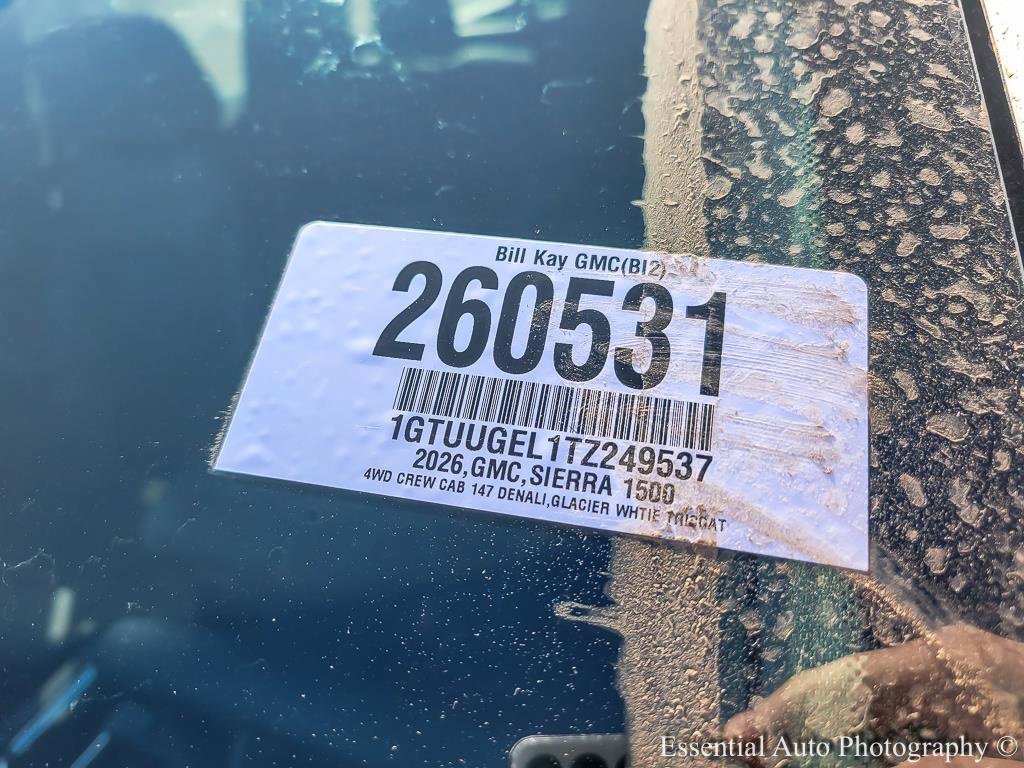 Bill Kay GMC(BI2)
260531
1GTUUGEL1TZ249537
2026,GMC,SIERRA 1500
4WD CREW CAB 147 DENALI,GLACIER WHTIE TRICOAT
Essential Auto Photography ©